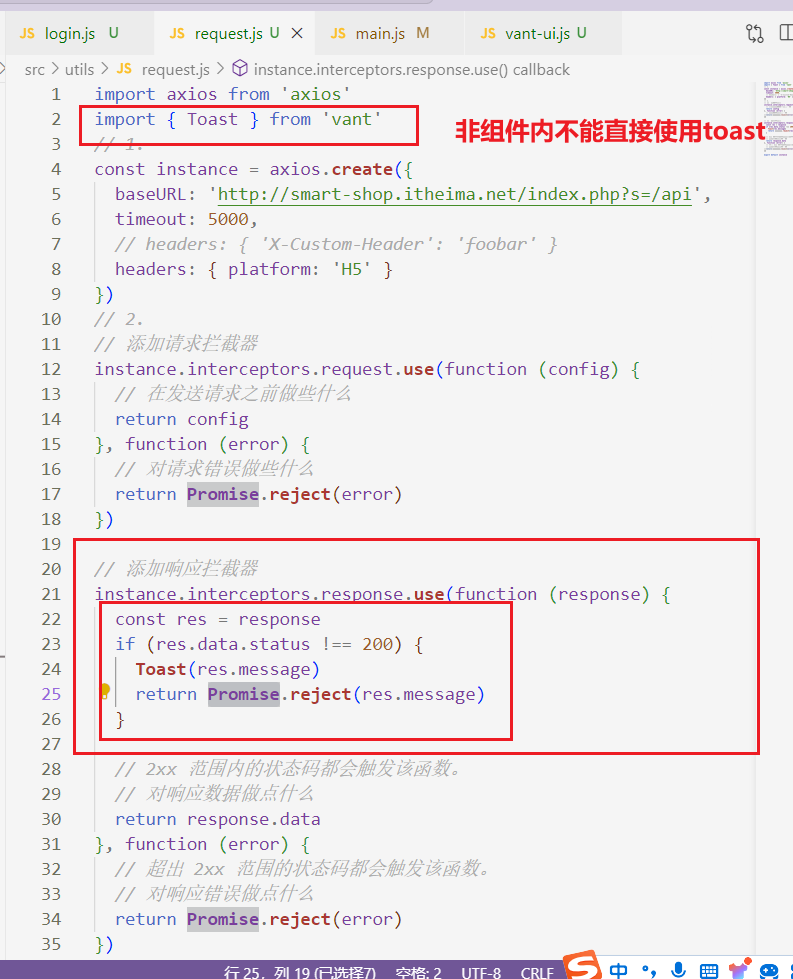 JS login.js U
JS request.js U ×
JS main.js M
JS vant-ui.js U
src > utils > JS request.js > instance.interceptors.response.use() callback
1 import axios from 'axios'
2 import { Toast } from 'vant'
非组件内不能直接使用toast
3 // 1.
4 const instance = axios.create({
5 baseURL: 'http://smart-shop.itheima.net/index.php?s=/api',
6 timeout: 5000,
7 // headers: { 'X-Custom-Header': 'foobar' }
8 headers: { platform: 'H5' }
9 })
10 // 2.
11 // 添加请求拦截器
12 instance.interceptors.request.use(function (config) {
13 // 在发送请求之前做些什么
14 return config
15 }, function (error) {
16 // 对请求错误做些什么
17 return Promise.reject(error)
18 })
19
20 // 添加响应拦截器
21 instance.interceptors.response.use(function (response) {
22 const res = response
23 if (res.data.status !== 200) {
24 Toast(res.message)
25 return Promise.reject(res.message)
26 }
27
28 // 2xx 范围内的状态码都会触发该函数。
29 // 对响应数据做点什么
30 return response.data
31 }, function (error) {
32 // 超出 2xx 范围的状态码都会触发该函数。
33 // 对响应错误做点什么
34 return Promise.reject(error)
35 })
行 25，列 19 (已选择7) 空格: 2 UTF-8 CRLF
S 中